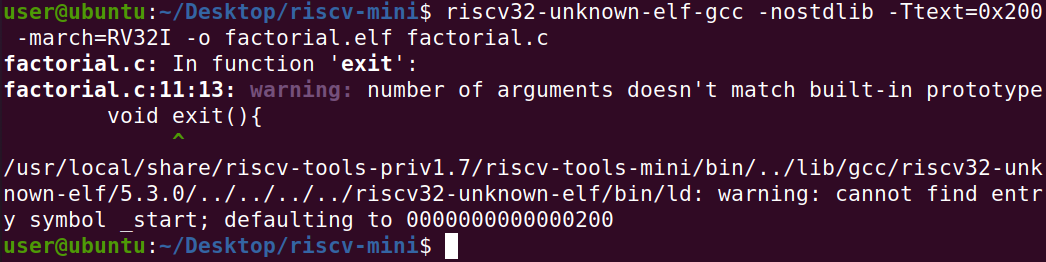 user@ubuntu:~/Desktop/riscv-mini$ riscv32-unknown-elf-gcc -nostdlib -Ttext=0x200
 -march=RV32I -o factorial.elf factorial.c
factorial.c: In function 'exit':
factorial.c:11:13: warning: number of arguments doesn't match built-in prototype
        void exit(){
             ^
/usr/local/share/riscv-tools-priv1.7/riscv-tools-mini/bin/../lib/gcc/riscv32-unk
nown-elf/5.3.0/../../../../riscv32-unknown-elf/bin/ld: warning: cannot find entr
y symbol _start; defaulting to 0000000000000200
user@ubuntu:~/Desktop/riscv-mini$